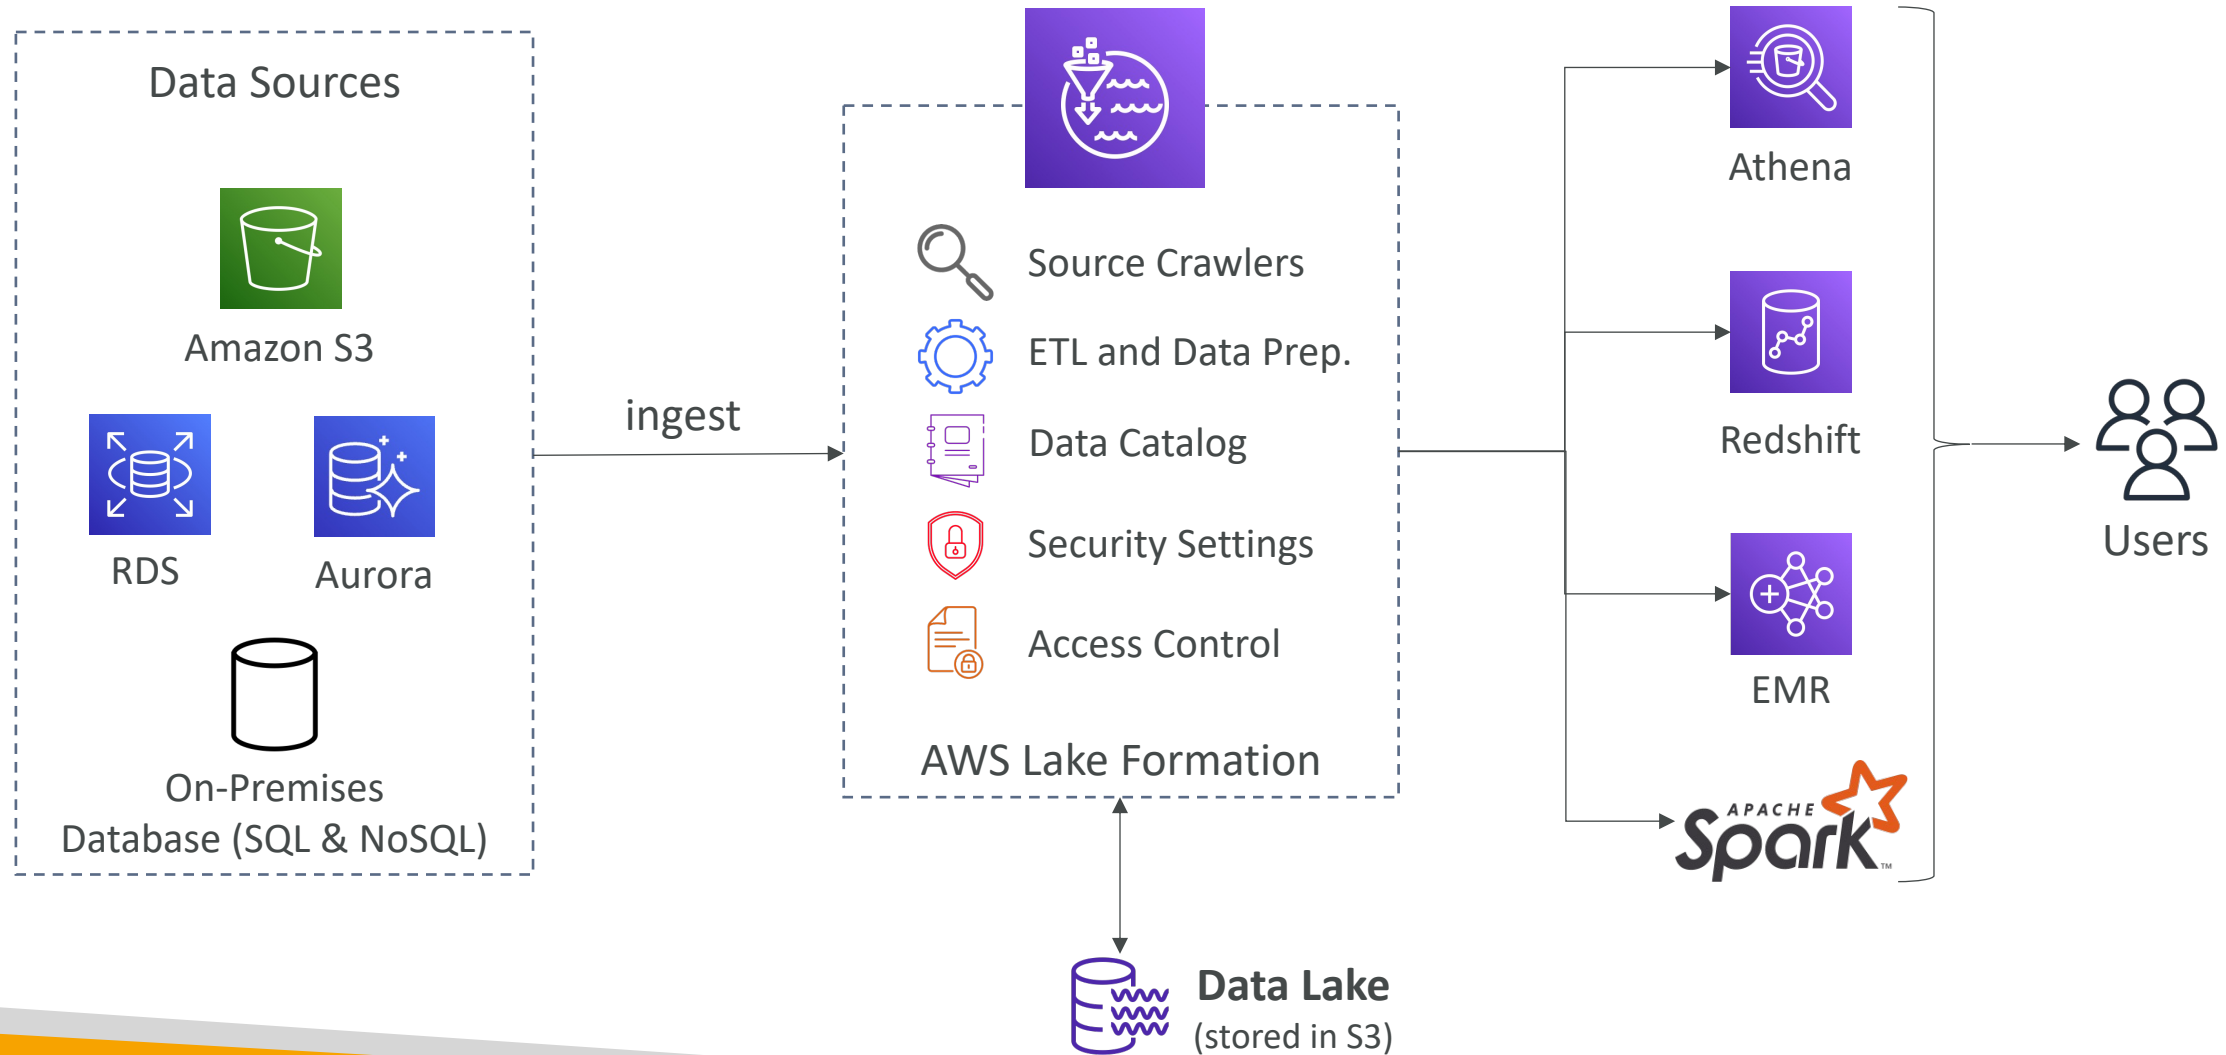 Data Sources
Amazon S3
RDS
Aurora
On-Premises
Database (SQL & NoSQL)
ingest
Source Crawlers
ETL and Data Prep.
Data Catalog
Security Settings
Access Control
AWS Lake Formation
Data Lake
(stored in S3)
Athena
Redshift
EMR
APACHE
Spark™
Users